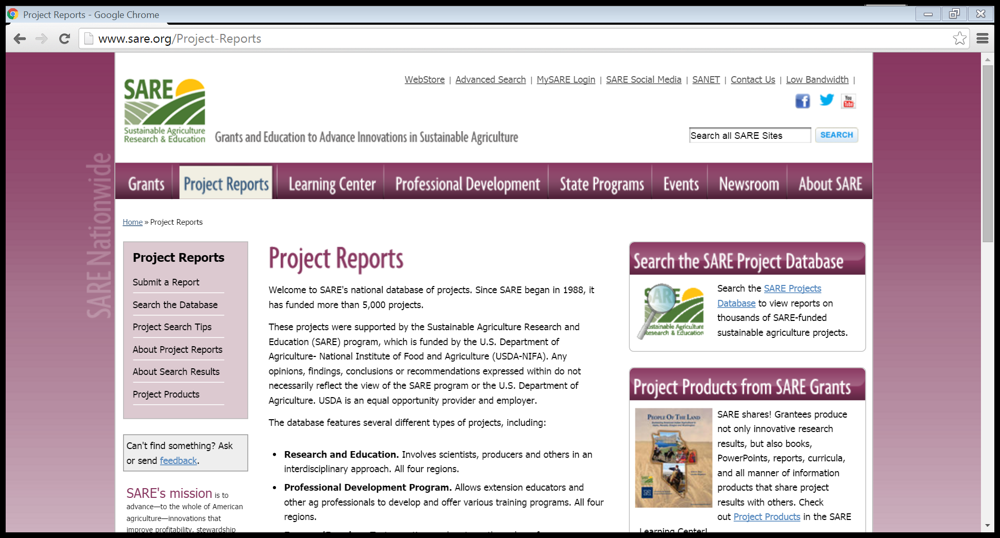 Project Reports - Google Chrome
www.sare.org/Project-Reports
WebStore | Advanced Search | MySARE Login | SARE Social Media | SANET | Contact Us | Low Bandwidth |
SARE
Sustainable Agriculture
Research & Education
Grants and Education to Advance Innovations in Sustainable Agriculture
f
You
Tube
Search all SARE Sites
SEARCH
SARE Nationwide
Grants
Project Reports
Learning Center
Professional Development
State Programs
Events
Newsroom
About SARE
Home » Project Reports
Project Reports
Submit a Report
Search the Database
Project Search Tips
About Project Reports
About Search Results
Project Products
Can't find something? Ask
or send feedback.
SARE's mission is to
advance—to the whole of American
agriculture—innovations that
improve profitability, stewardship
Project Reports
Welcome to SARE's national database of projects. Since SARE began in 1988, it
has funded more than 5,000 projects.
These projects were supported by the Sustainable Agriculture Research and
Education (SARE) program, which is funded by the U.S. Department of
Agriculture- National Institute of Food and Agriculture (USDA-NIFA). Any
opinions, findings, conclusions or recommendations expressed within do not
necessarily reflect the view of the SARE program or the U.S. Department of
Agriculture. USDA is an equal opportunity provider and employer.
The database features several different types of projects, including:
• Research and Education. Involves scientists, producers and others in an
interdisciplinary approach. All four regions.
• Professional Development Program. Allows extension educators and
other ag professionals to develop and offer various training programs. All four
regions.
Search the SARE Project Database
SARE
Sustainable Agriculture
Research & Education
Search the SARE Projects
Database to view reports on
thousands of SARE-funded
sustainable agriculture projects.
Project Products from SARE Grants
PEOPLE OF THE LAND
SARE shares! Grantees produce
not only innovative research
results, but also books,
PowerPoints, reports, curricula,
and all manner of information
products that share project
results with others. Check
out Project Products in the SARE
Learning Center!